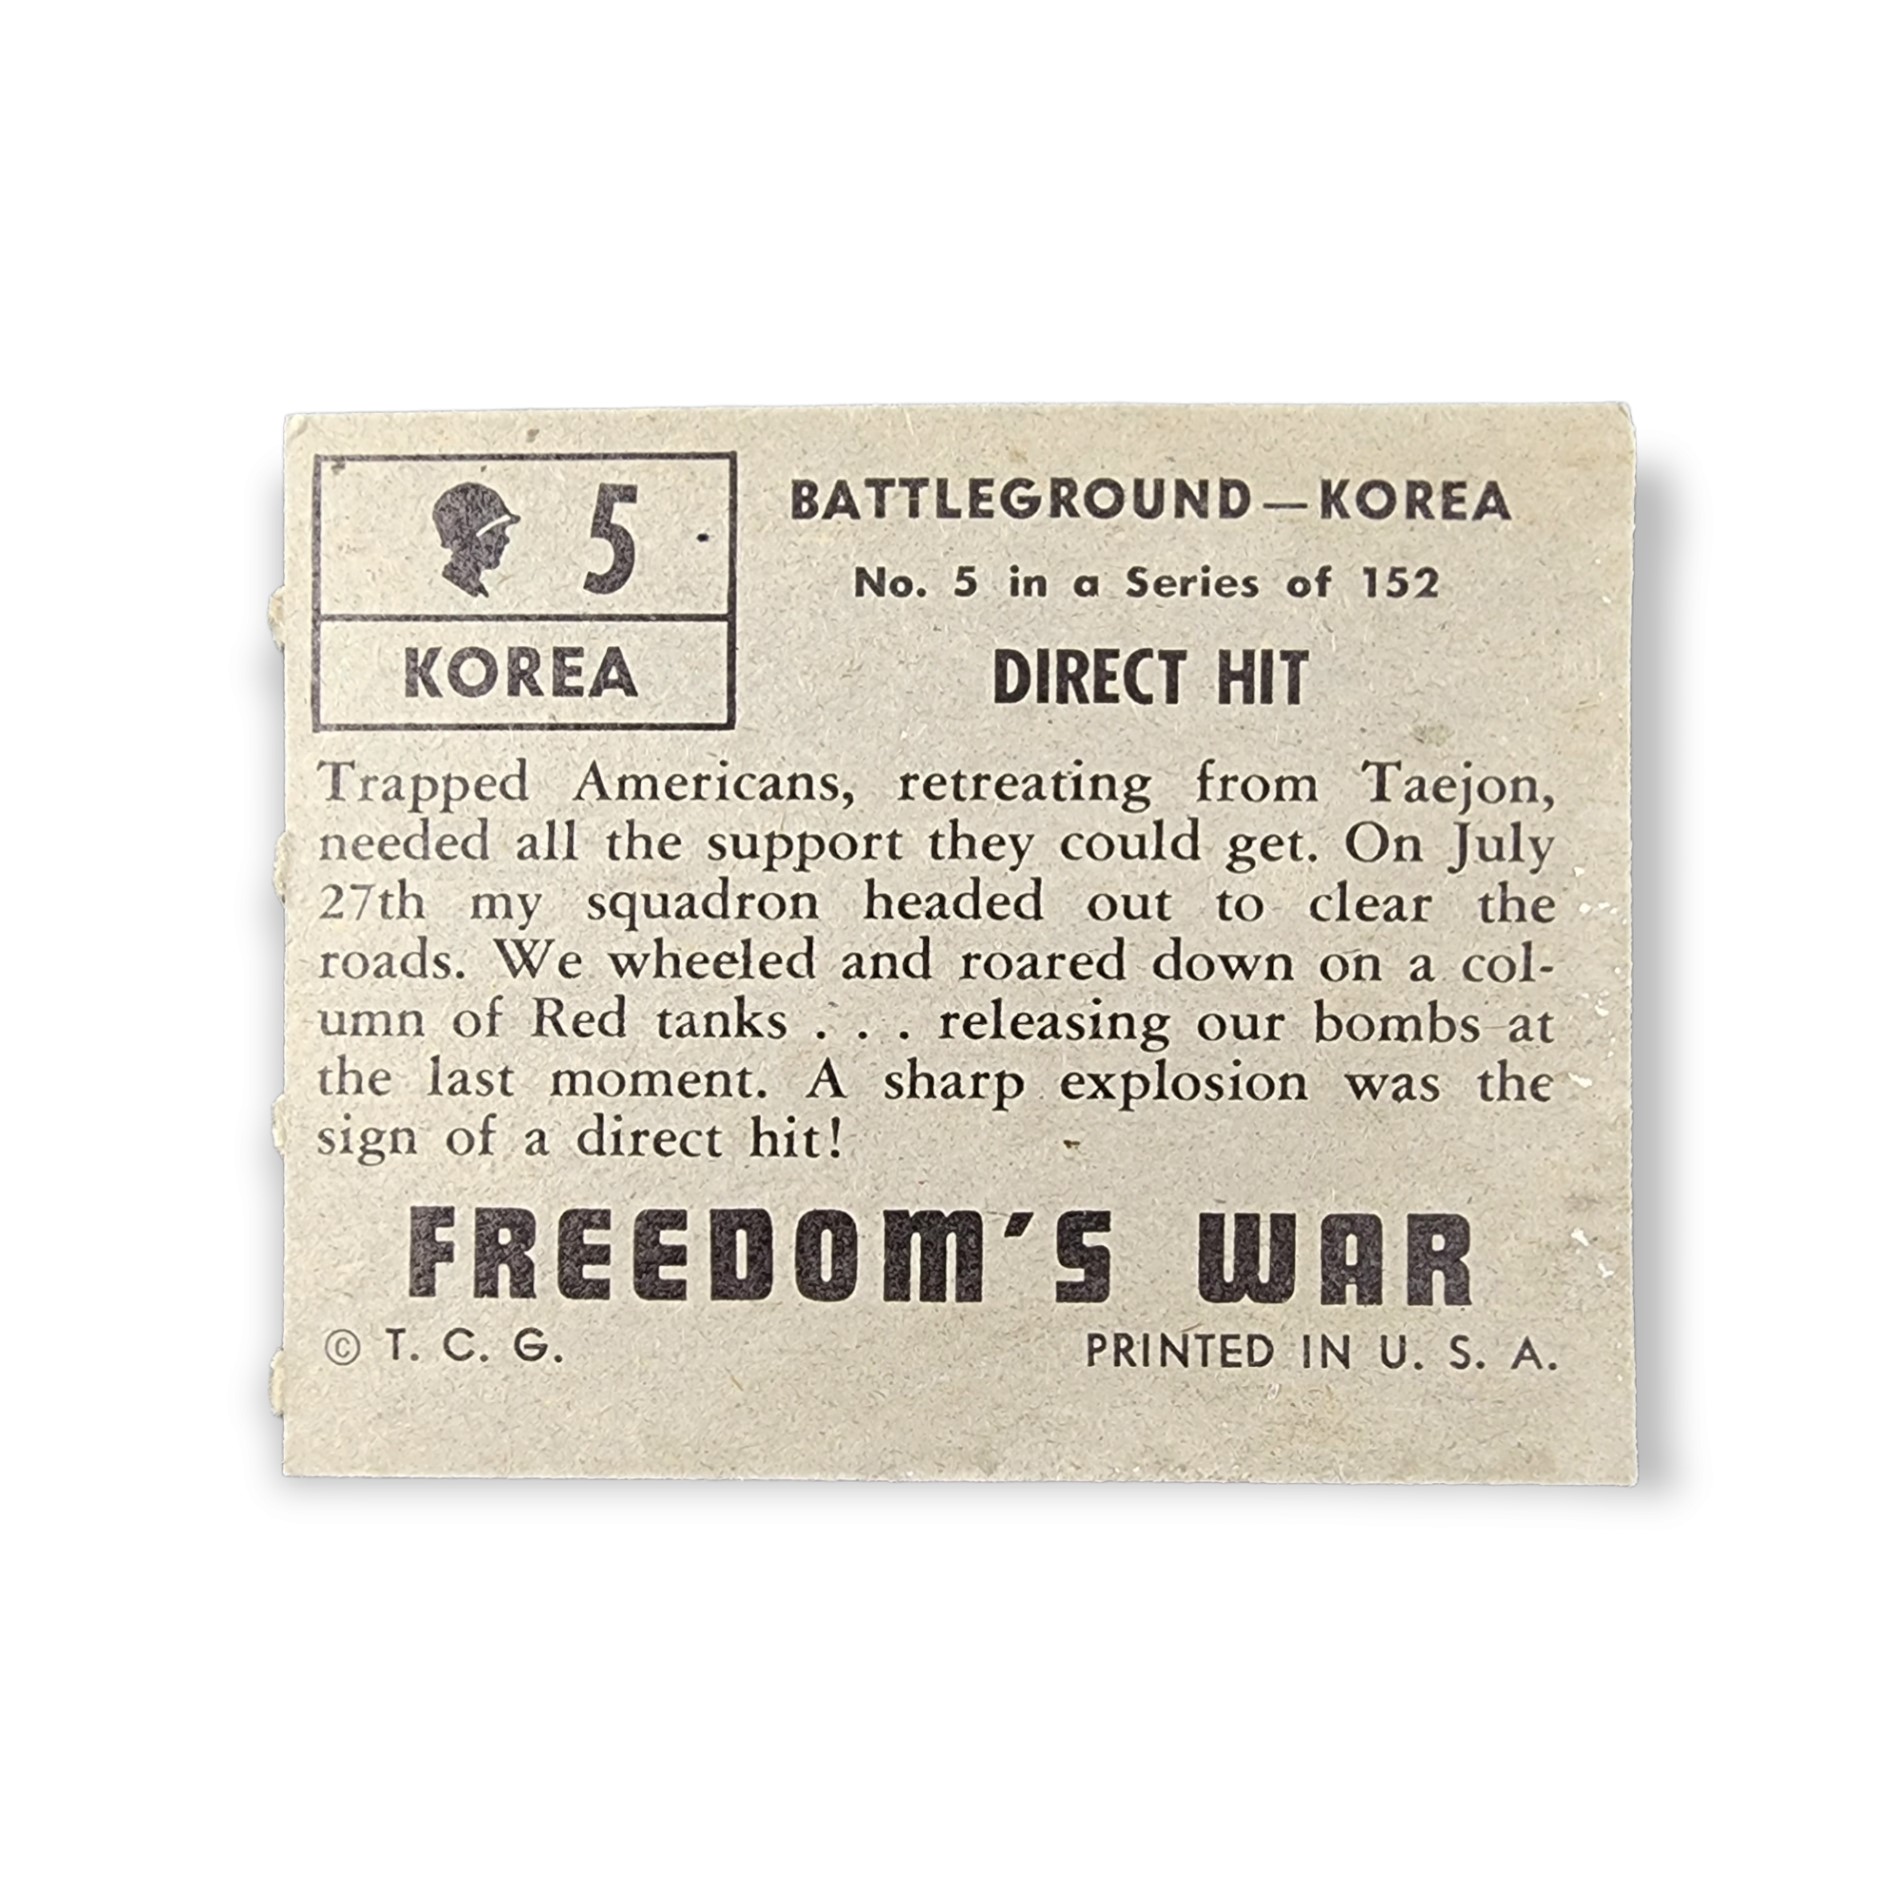 5
KOREA
BATTLEGROUND—KOREA
No. 5 in a Series of 152
DIRECT HIT
Trapped Americans, retreating from Taejon,
needed all the support they could get. On July
27th my squadron headed out to clear the
roads. We wheeled and roared down on a col-
umn of Red tanks . . . releasing our bombs at
the last moment. A sharp explosion was the
sign of a direct hit!
FREEDOM'S WAR
© T. C. G.
PRINTED IN U. S. A.